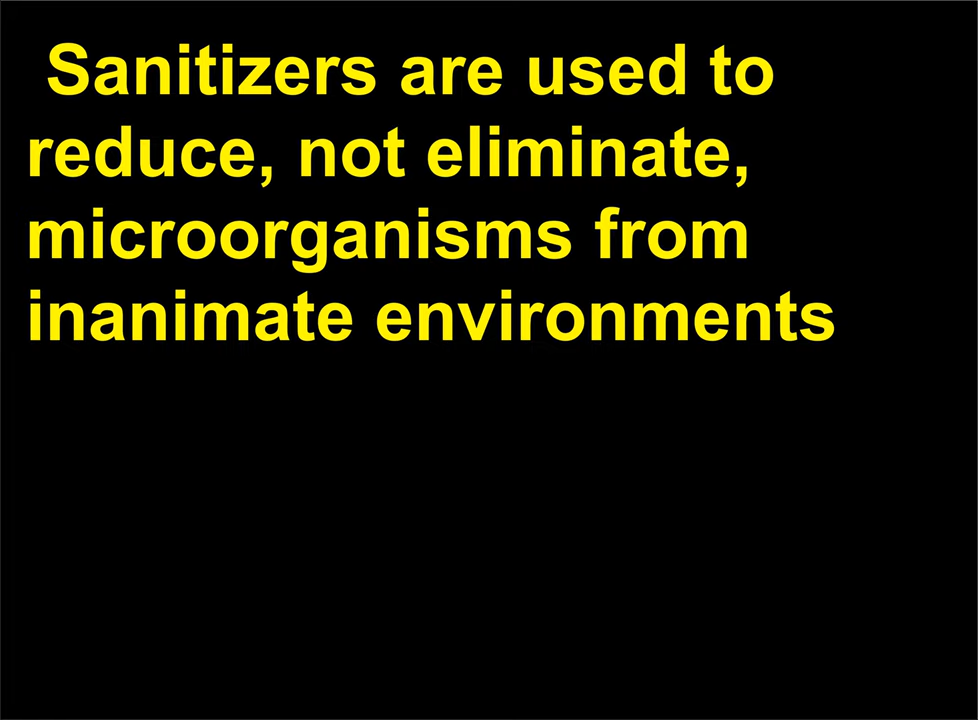 Sanitizers are used to
reduce, not eliminate,
microorganisms from
inanimate environments